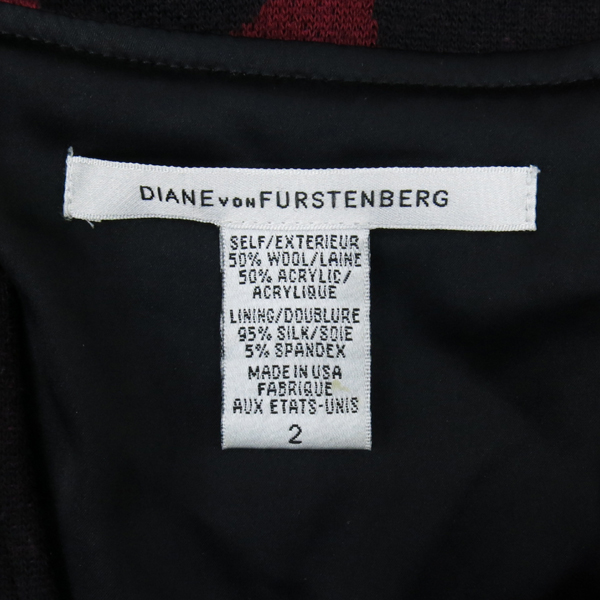 DIANE VON FURSTENBERG
SELF/EXTERIEUR
50% WOOL/LAINE
50% ACRYLIC/
ACRYLIQUE
LINING/DOUBLURE
95% SILK/SOIE
5% SPANDEX
MADE IN USA
FABRIQUE
AUX ETATS-UNIS
2